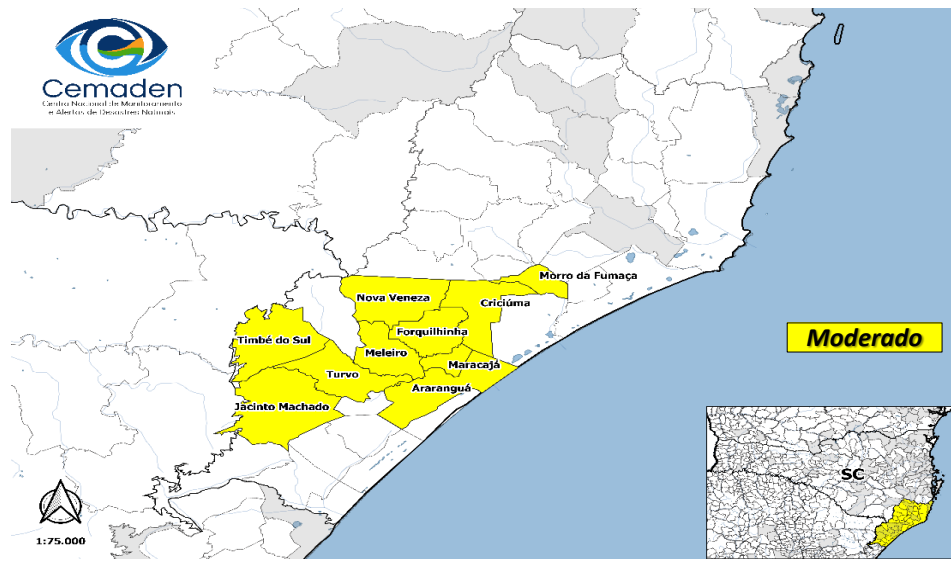 Cemaden
Centro Nacional de Monitoramento
e Alertas de Desastres Naturais
Morro da Fumaça
Nova Veneza
Criciúma
Forquilhinha
Timbé do Sul
Meleiro
Maracajá
Turvo
Araranguá
Jacinto Machado
Moderado
SC
1:75.000